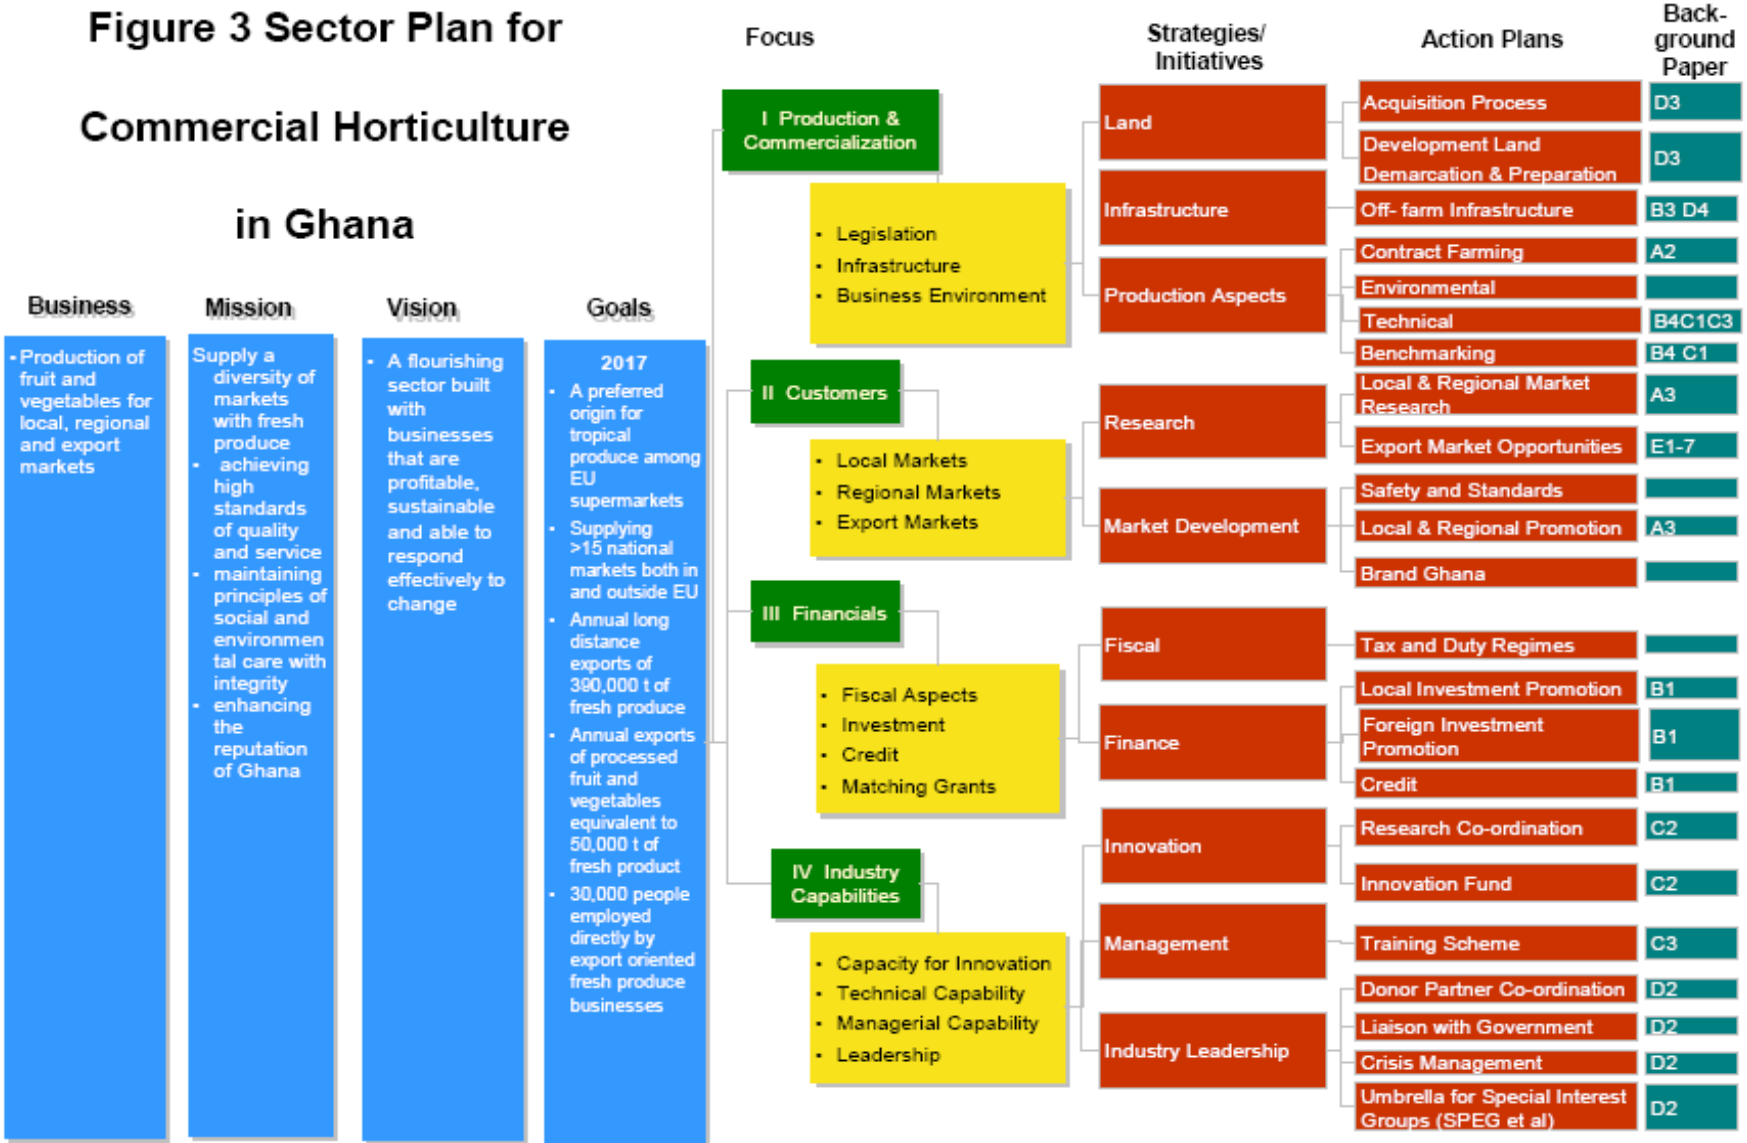 Figure 3 Sector Plan for
Commercial Horticulture
in Ghana
Business
• Production of
fruit and
vegetables for
local, regional
and export
markets
Mission
Supply a
diversity of
markets
with fresh
produce
• achieving
high
standards
of quality
and service
• maintaining
principles of
social and
environmen
tal care with
integrity
• enhancing
the
reputation
of Ghana
Vision
• A flourishing
sector built
with
businesses
that are
profitable,
sustainable
and able to
respond
effectively to
change
Goals
2017
• A preferred
origin for
tropical
produce among
EU
supermarkets
• Supplying
>15 national
markets both in
and outside EU
• Annual long
distance
exports of
390,000 t of
fresh produce
• Annual exports
of processed
fruit and
vegetables
equivalent to
50,000 t of
fresh product
• 30,000 people
employed
directly by
export oriented
fresh produce
businesses
Focus
I Production &
Commercialization
• Legislation
• Infrastructure
• Business Environment
II Customers
• Local Markets
• Regional Markets
• Export Markets
III Financials
• Fiscal Aspects
• Investment
• Credit
• Matching Grants
IV Industry
Capabilities
• Capacity for Innovation
• Technical Capability
• Managerial Capability
• Leadership
Strategies/
Initiatives
Land
Infrastructure
Production Aspects
Research
Market Development
Fiscal
Finance
Innovation
Management
Industry Leadership
Action Plans
Acquisition Process
Development Land
Demarcation & Preparation
Off- farm Infrastructure
Contract Farming
Environmental
Technical
Benchmarking
Local & Regional Market
Research
Export Market Opportunities
Safety and Standards
Local & Regional Promotion
Brand Ghana
Tax and Duty Regimes
Local Investment Promotion
Foreign Investment
Promotion
Credit
Research Co-ordination
Innovation Fund
Training Scheme
Donor Partner Co-ordination
Liaison with Government
Crisis Management
Umbrella for Special Interest
Groups (SPEG et al)
Back-
ground
Paper
D3
D3
B3 D4
A2
B4C1C3
B4 C1
A3
E1-7
A3
B1
B1
B1
C2
C2
C3
D2
D2
D2
D2